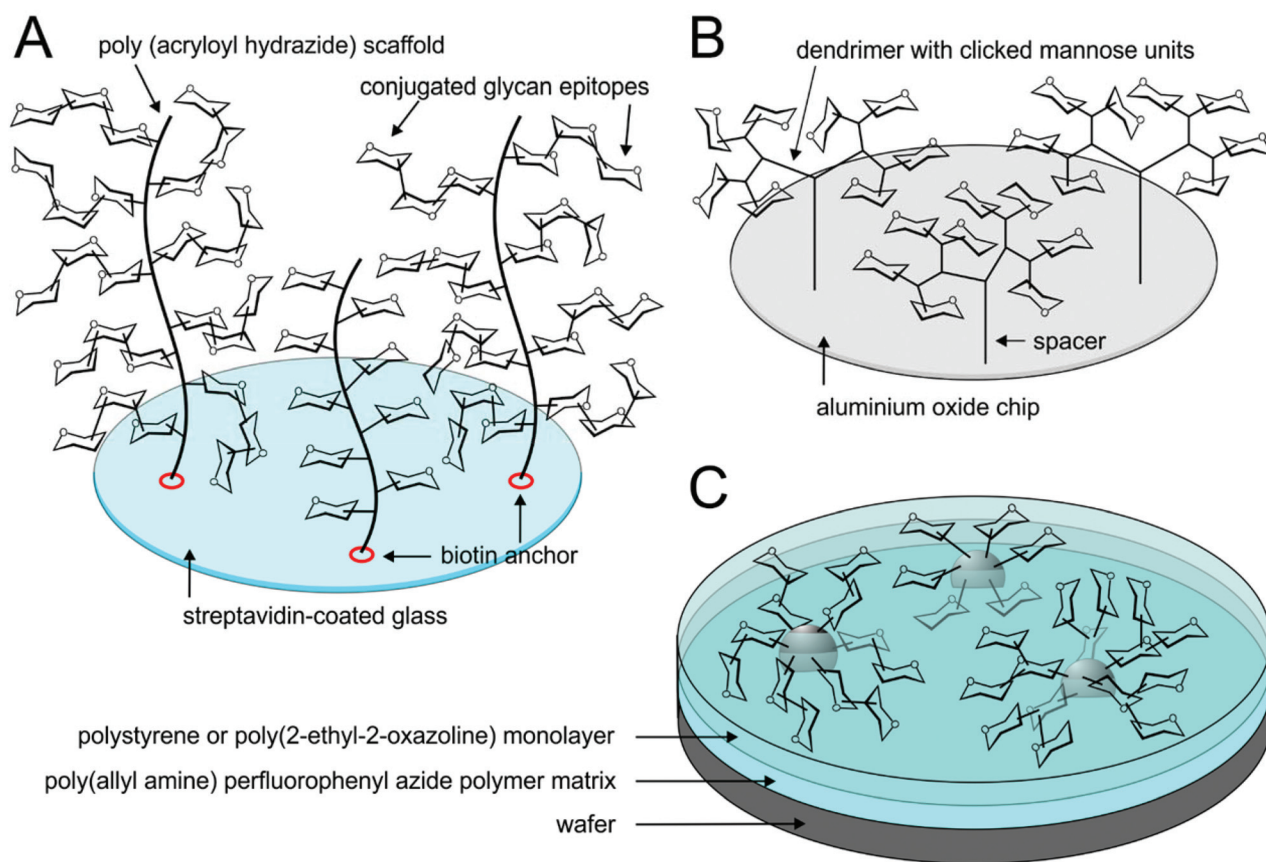 A
poly (acryloyl hydrazide) scaffold
conjugated glycan epitopes
biotin anchor
streptavidin-coated glass
B
dendrimer with clicked mannose units
spacer
aluminium oxide chip
C
polystyrene or poly(2-ethyl-2-oxazoline) monolayer
poly(allyl amine) perfluorophenyl azide polymer matrix
wafer